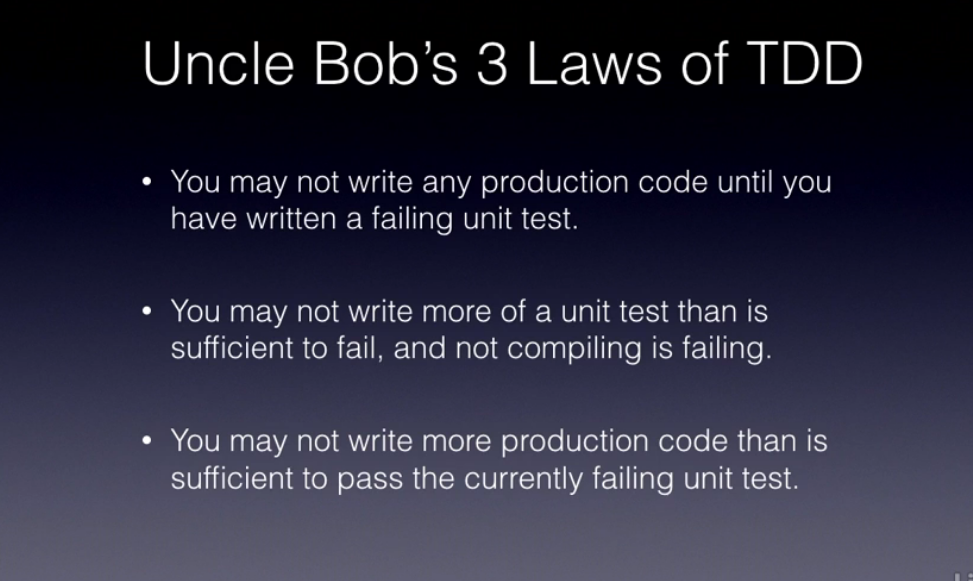 Uncle Bob’s 3 Laws of TDD
• You may not write any production code until you
have written a failing unit test.
• You may not write more of a unit test than is
sufficient to fail, and not compiling is failing.
• You may not write more production code than is
sufficient to pass the currently failing unit test.